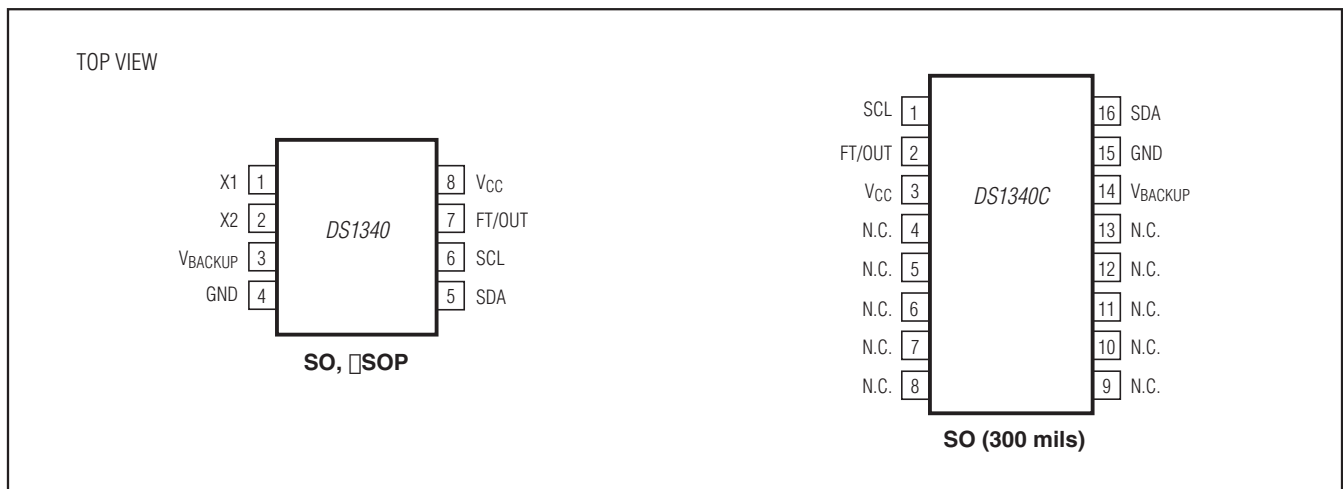 TOP VIEW
X1 1
X2 2
VBACKUP 3
GND 4
DS1340
8 VCC
7 FT/OUT
6 SCL
5 SDA
SO, □SOP
SCL 1
FT/OUT 2
VCC 3
N.C. 4
N.C. 5
N.C. 6
N.C. 7
N.C. 8
DS1340C
16 SDA
15 GND
14 VBACKUP
13 N.C.
12 N.C.
11 N.C.
10 N.C.
9 N.C.
SO (300 mils)